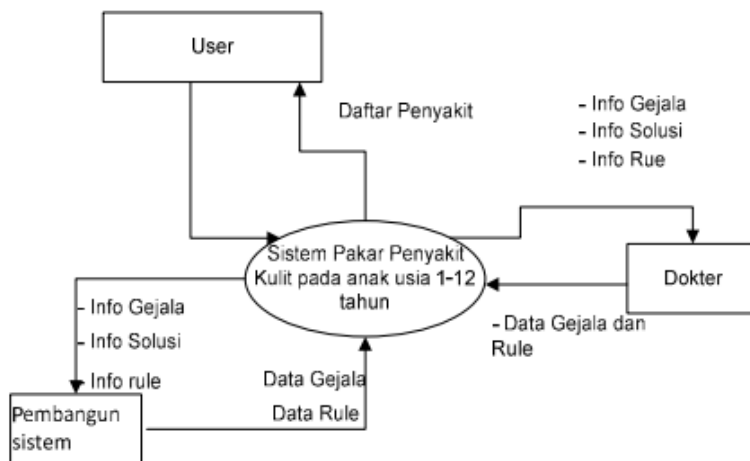 User
Daftar Penyakit
- Info Gejala
- Info Solusi
- Info Rue
Sistem Pakar Penyakit
Kulit pada anak usia 1-12
tahun
Dokter
- Data Gejala dan
Rule
- Info Gejala
- Info Solusi
- Info rule
Data Gejala
Data Rule
Pembangun
sistem